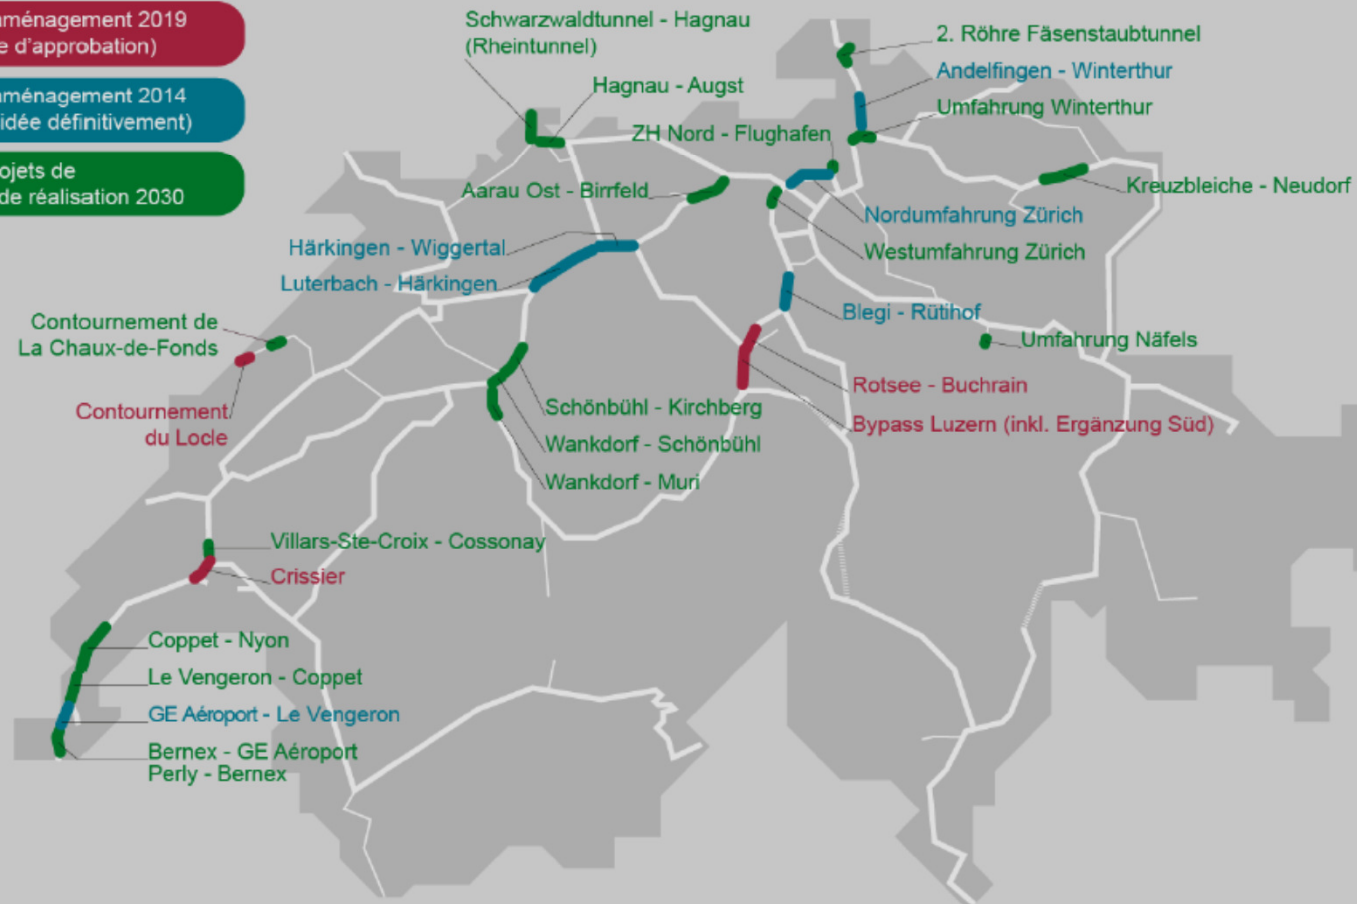 aménagement 2019
e d'approbation)
aménagement 2014
idée définitivement)
ojets de
de réalisation 2030
Schwarzwaldtunnel - Hagnau
(Rheintunnel)
Hagnau - Augst
ZH Nord - Flughafen
2. Röhre Fäsenstaubtunnel
Andelfingen - Winterthur
Umfahrung Winterthur
Aarau Ost - Birrfeld
Kreuzbleiche - Neudorf
Nordumfahrung Zürich
Westumfahrung Zürich
Härkingen - Wiggertal
Luterbach - Härkingen
Blegi - Rütihof
Contournement de
La Chaux-de-Fonds
Umfahrung Näfels
Contournement
du Locle
Rotsee - Buchrain
Bypass Luzern (inkl. Ergänzung Süd)
Schönbühl - Kirchberg
Wankdorf - Schönbühl
Wankdorf - Muri
Villars-Ste-Croix - Cossonay
Crissier
Coppet - Nyon
Le Vengeron - Coppet
GE Aéroport - Le Vengeron
Bernex - GE Aéroport
Perly - Bernex